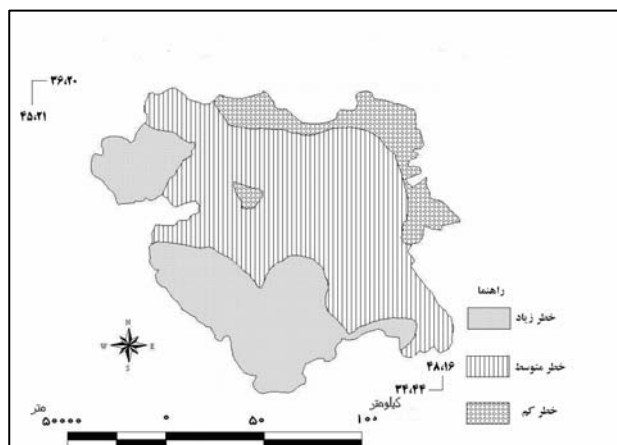 ۳۶،۲۰
۴۵،۲۱
راهنما
خطر زیاد
خطر متوسط
خطر کم
N
W E
S
۴۸،۱۶
۳۴،۴۴
متر کیلومتر
۵۰۰۰۰ ۰ ۵۰ ۱۰۰